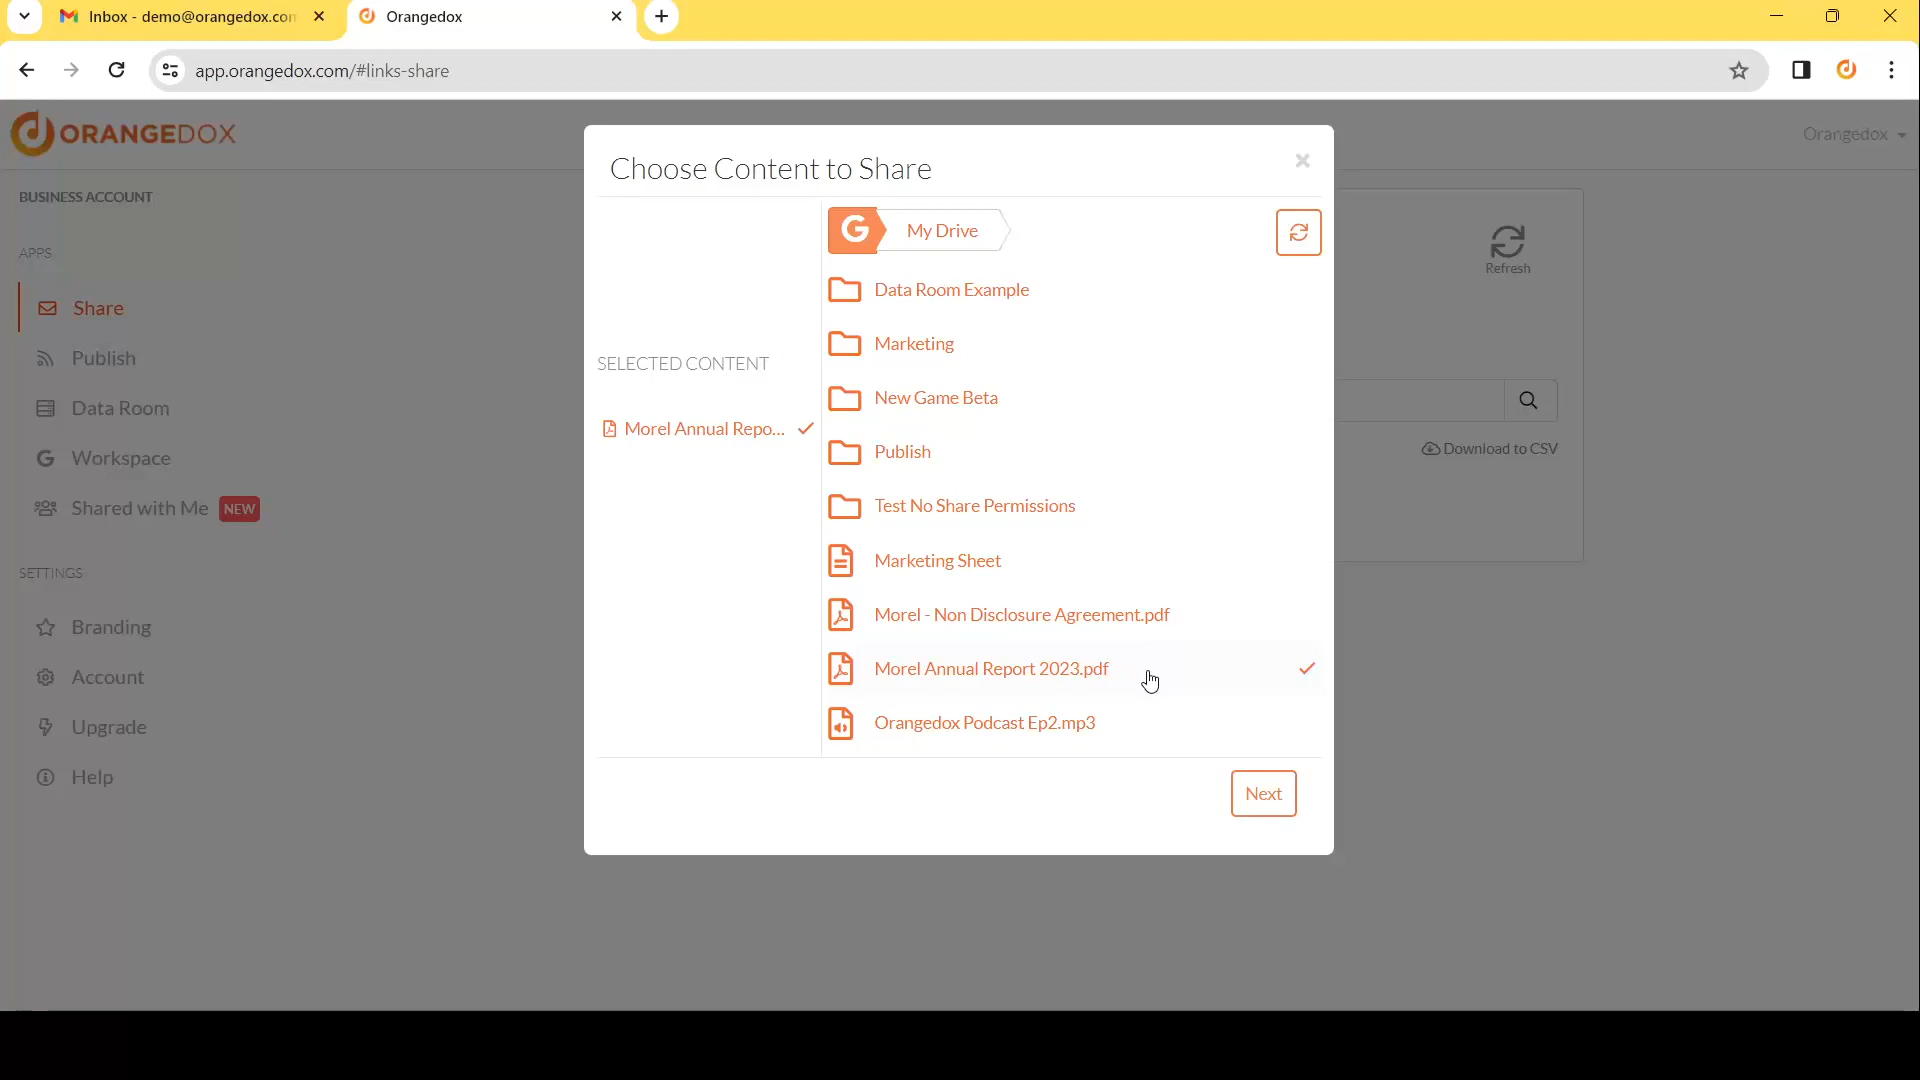 Inbox - demo@orangedox.com
Orangedox
app.orangedox.com/#links-share
ORANGEDOX
Orangedox
BUSINESS ACCOUNT
APPS
Share
Publish
Data Room
Workspace
Shared with Me NEW
SETTINGS
Branding
Account
Upgrade
Help
Choose Content to Share
SELECTED CONTENT
Morel Annual Repo...
My Drive
Data Room Example
Marketing
New Game Beta
Publish
Test No Share Permissions
Marketing Sheet
Morel - Non Disclosure Agreement.pdf
Morel Annual Report 2023.pdf
Orangedox Podcast Ep2.mp3
Next
Refresh
Download to CSV